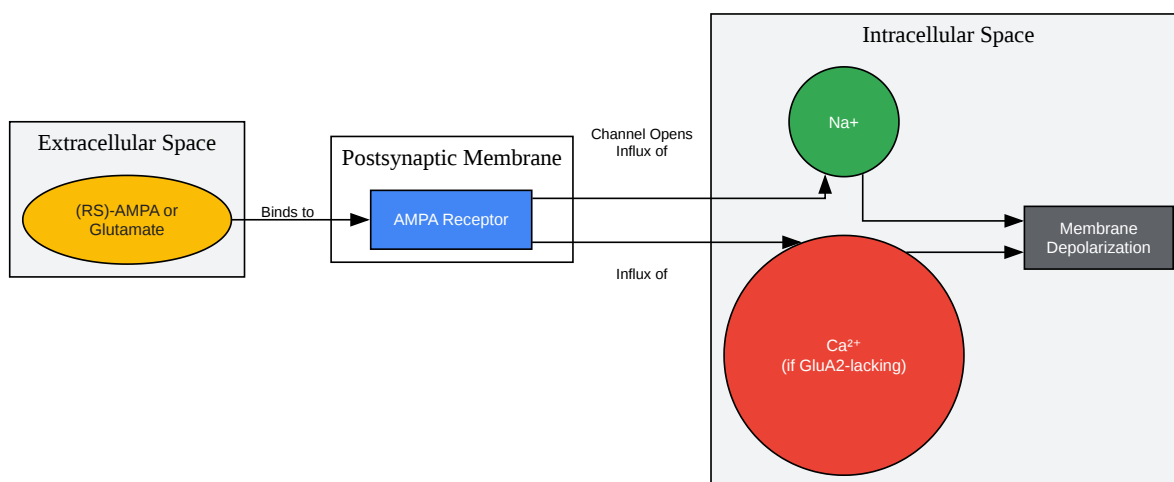 Extracellular Space
(RS)-AMPA or
Glutamate
Binds to
Postsynaptic Membrane
AMPA Receptor
Channel Opens
Influx of
Influx of
Intracellular Space
Na+
Ca²⁺
(if GluA2-lacking)
Membrane
Depolarization